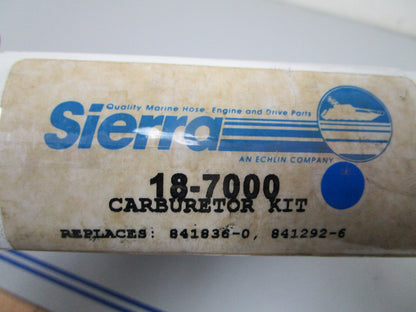 Quality Marine Hose, Engine and Drive Parts
Sierra
AN ECHLIN COMPANY
18-7000
CARBURETOR KIT
REPLACES: 841836-0, 841292-6